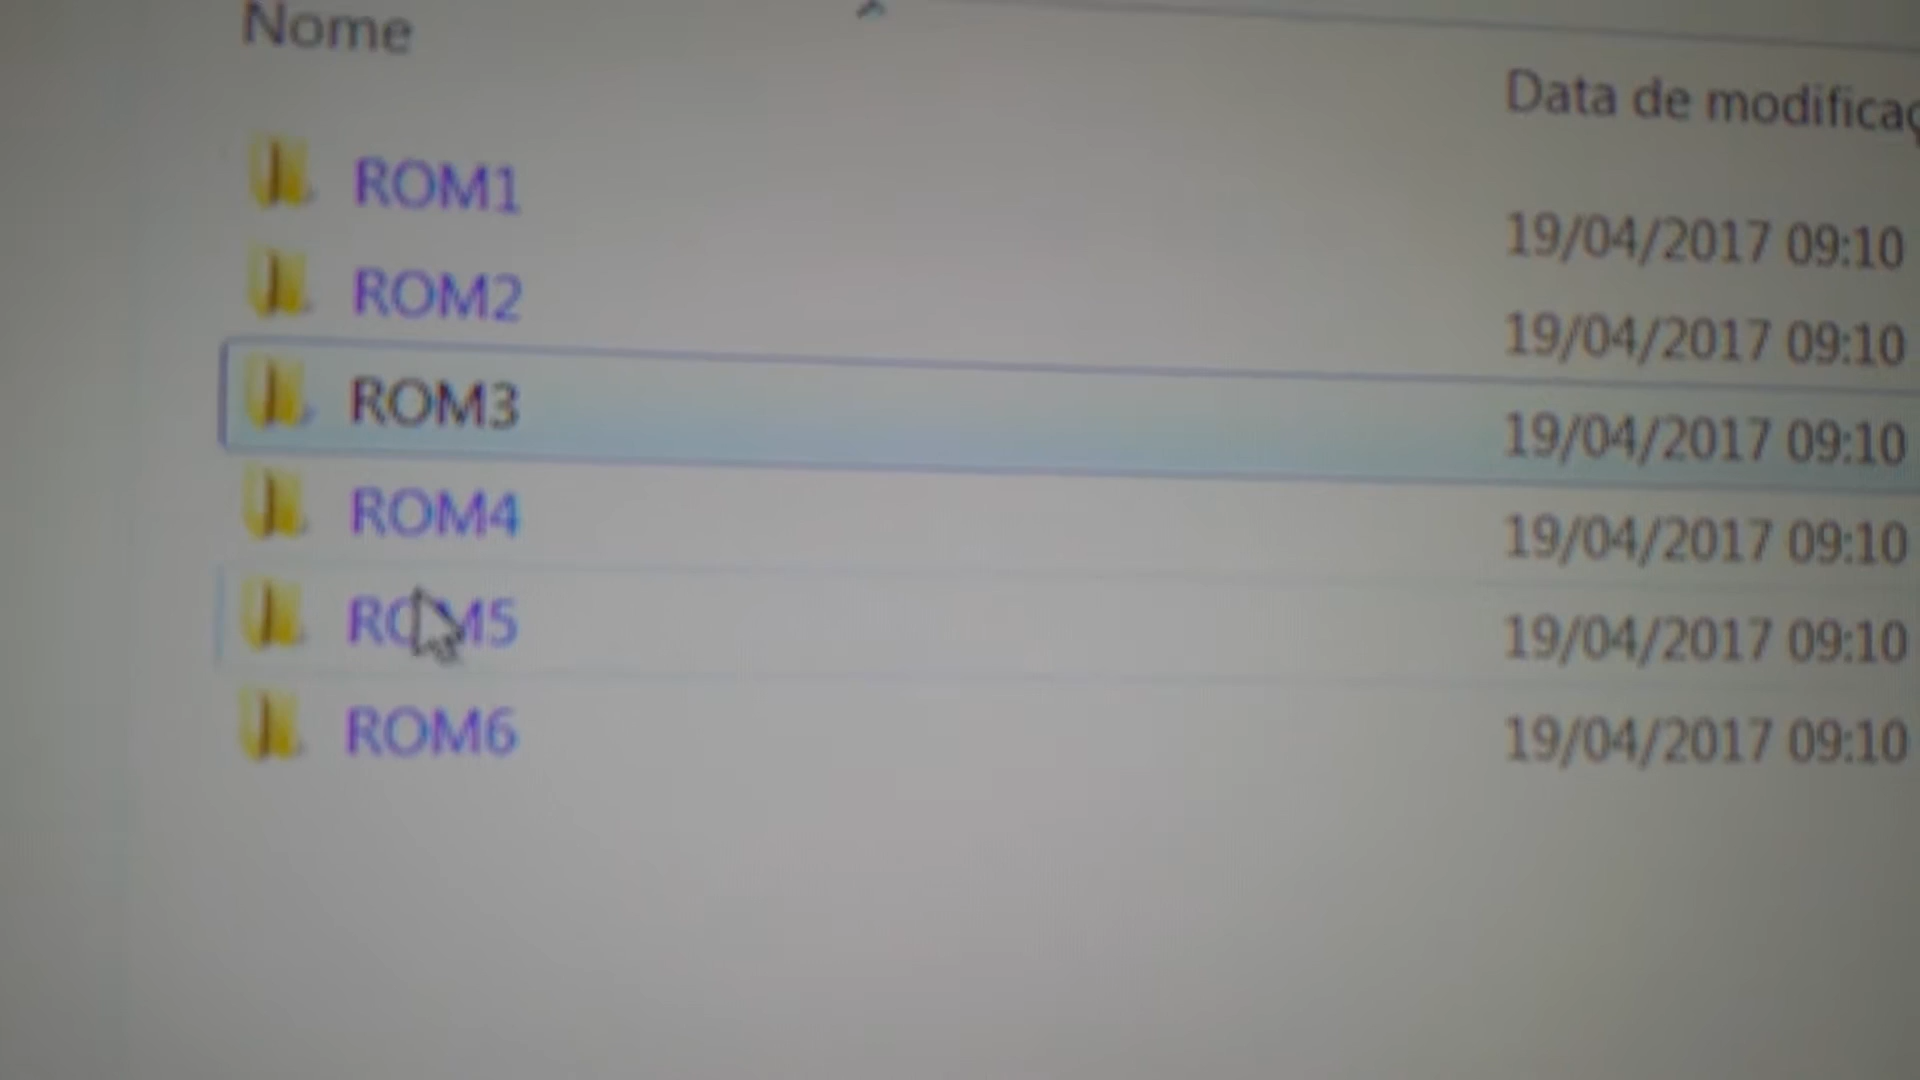 Nome
Data de modificaç
ROM1 19/04/2017 09:10
ROM2 19/04/2017 09:10
ROM3 19/04/2017 09:10
ROM4 19/04/2017 09:10
ROM5 19/04/2017 09:10
ROM6 19/04/2017 09:10